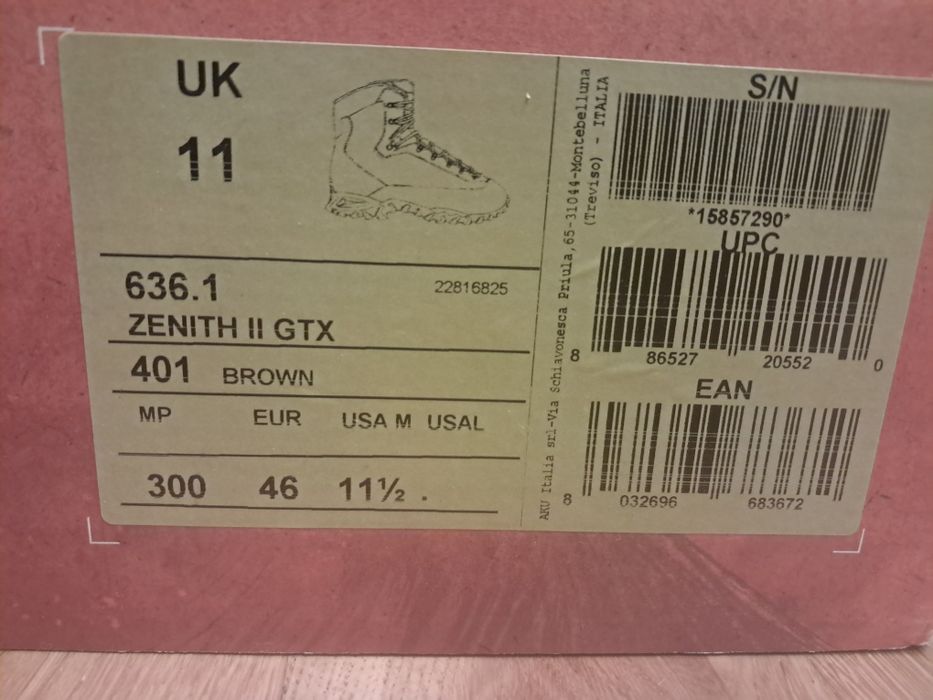 UK
11
636.1 22816825
ZENITH II GTX
401 BROWN
MP EUR USA M USAL
300 46 11½ .
AKU Italia srl-Via Schiavonesca Priula,65-31044-Montebelluna
(Treviso) - ITALIA
S/N
*15857290*
UPC
8 86527 20552 0
EAN
8 032696 683672